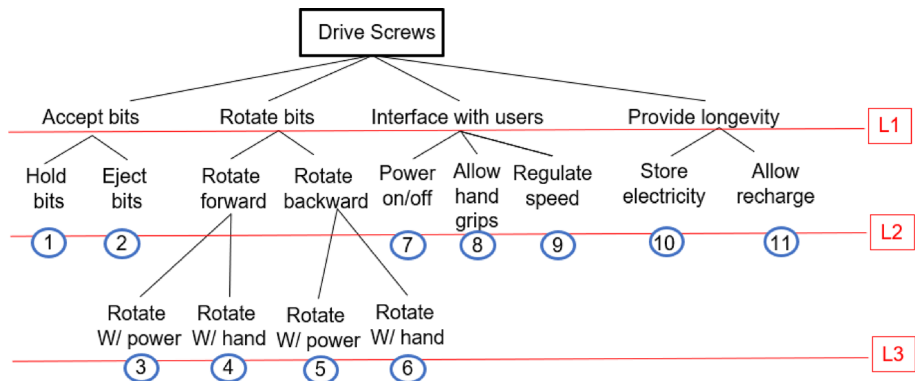 Drive Screws
Accept bits
Rotate bits
Interface with users
Provide longevity
L1
Hold
bits
Eject
bits
Rotate
forward
Rotate
backward
Power
on/off
Allow
hand
grips
Regulate
speed
Store
electricity
Allow
recharge
1
2
7
8
9
10
11
L2
Rotate
W/ power
Rotate
W/ hand
Rotate
W/ power
Rotate
W/ hand
3
4
5
6
L3